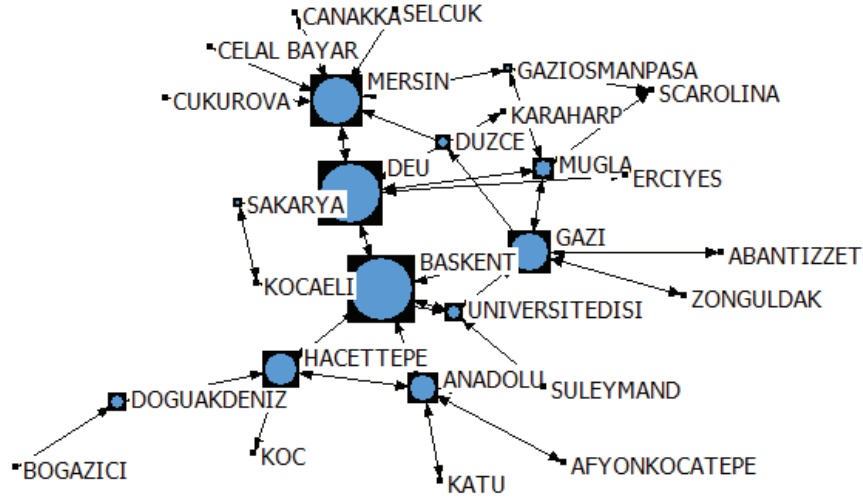 CANAKKA
SELCUK
CELAL BAYAR
MERSIN
GAZIOSMANPASA
CUKUROVA
SCAROLINA
KARAHARP
DUZCE
DEU
MUGLA
ERCIYES
SAKARYA
GAZI
ABANTIZZET
BASKENT
KOCAELI
ZONGULDAK
UNIVERSITEDISI
HACETTEPE
ANADOLU
SULEYMAND
DOGUAKDENIZ
KOC
BOGAZICI
AFYONKOCATEPE
KATU